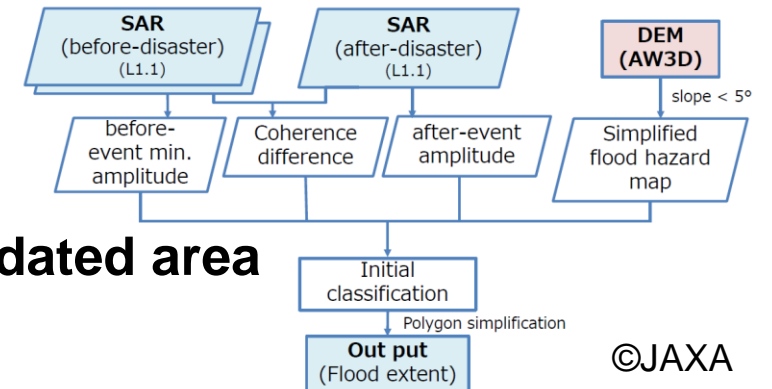 SAR
(before-disaster)
(L1.1)
SAR
(after-disaster)
(L1.1)
DEM
(AW3D)
slope < 5°
before-
event min.
amplitude
Coherence
difference
after-event
amplitude
Simplified
flood hazard
map
dated area
Initial
classification
Polygon simplification
Out put
(Flood extent)
©JAXA